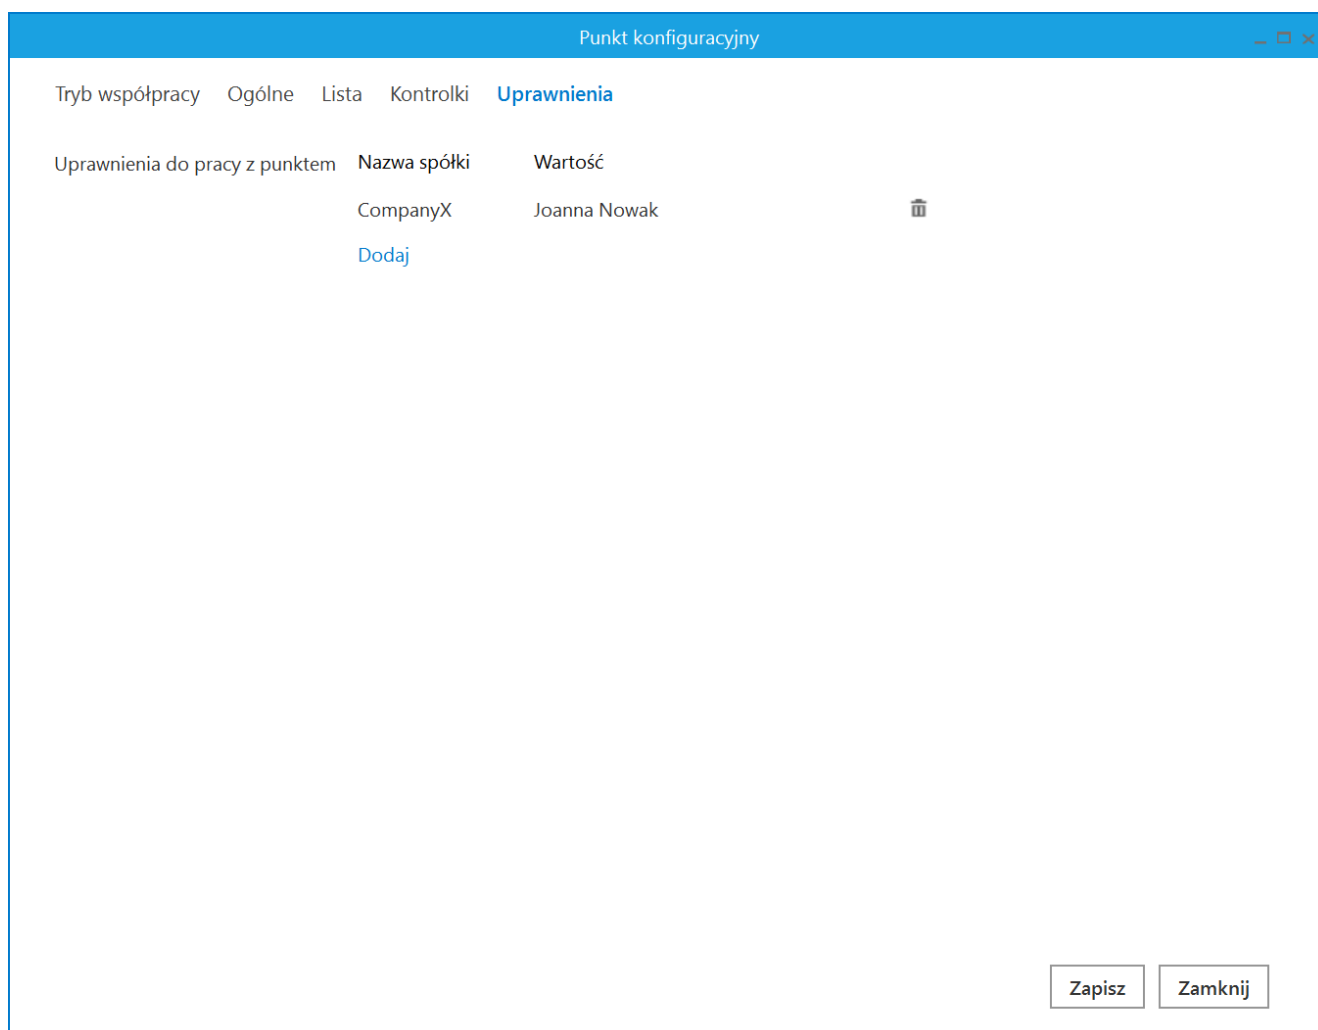 Punkt konfiguracyjny
Tryb współpracy Ogólne Lista Kontrolki Uprawnienia
Uprawnienia do pracy z punktem Nazwa spółki Wartość
CompanyX Joanna Nowak
Dodaj
Zapisz Zamknij